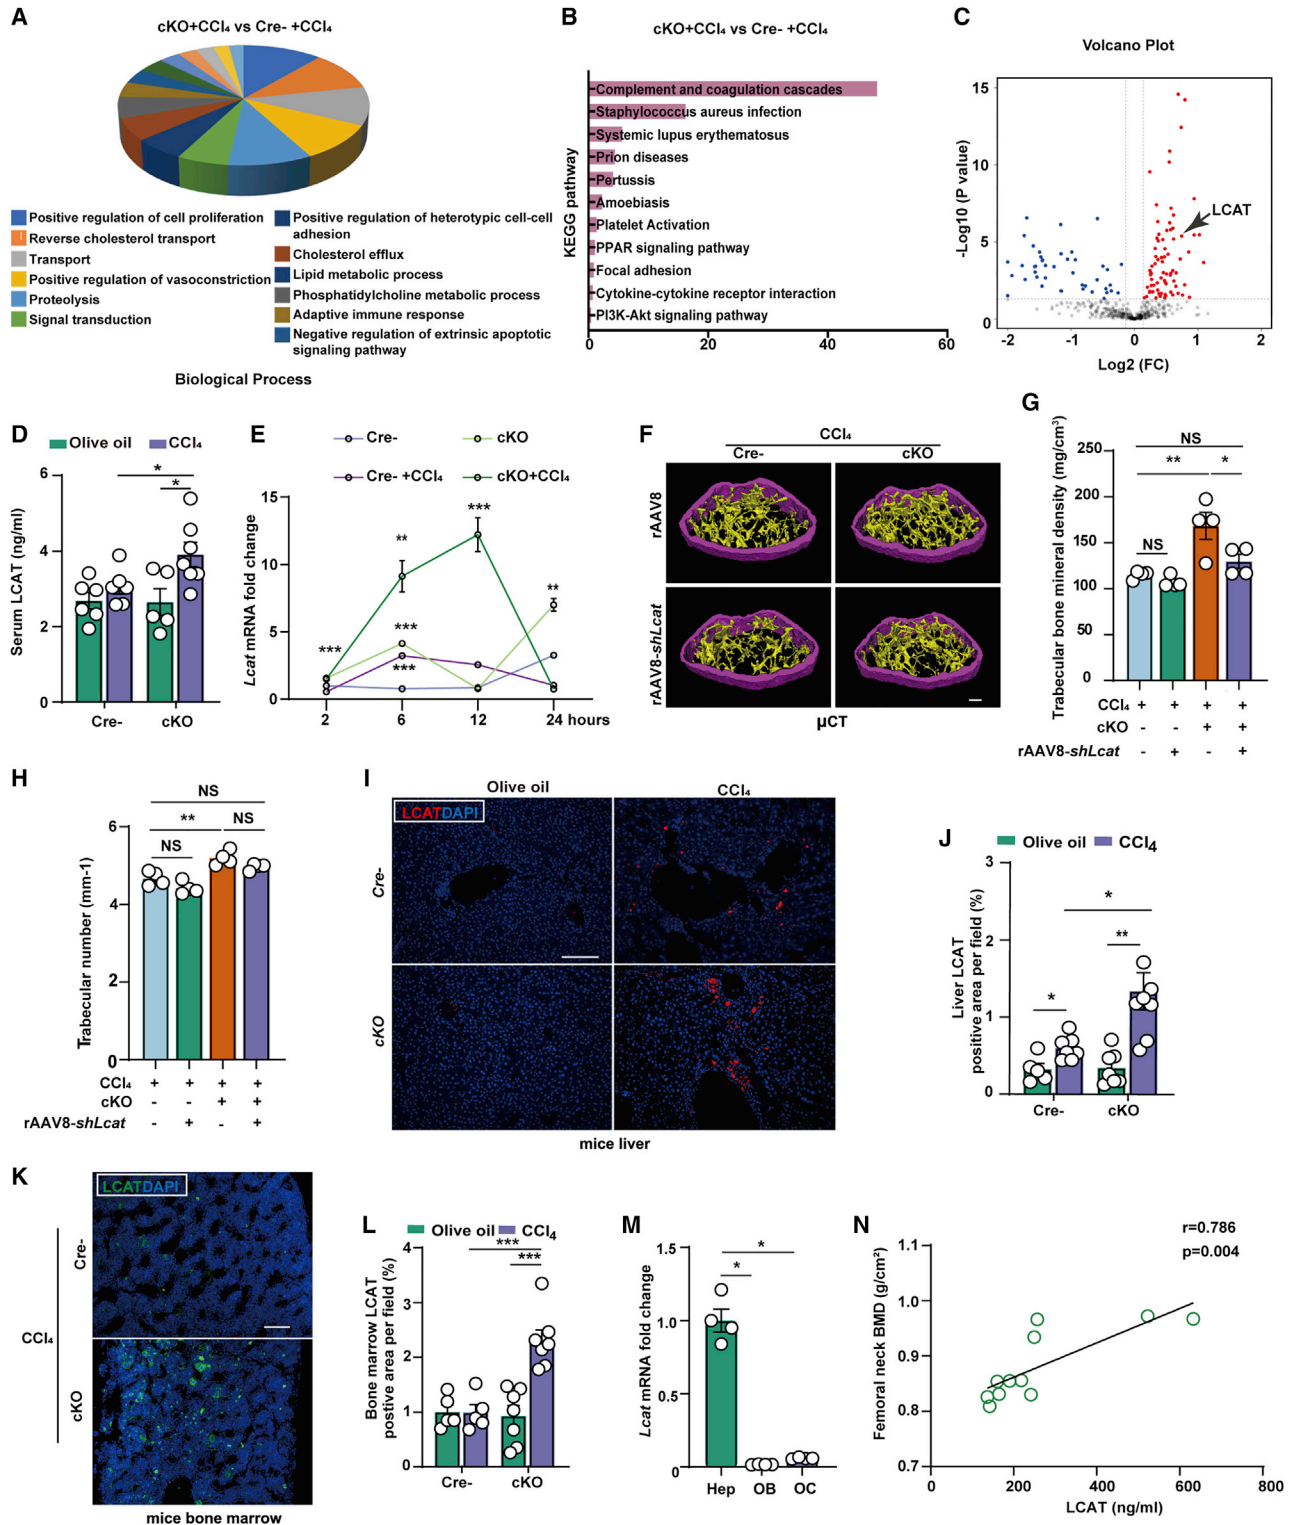 A
cKO+CCl₄ vs Cre- +CCl₄
Positive regulation of cell proliferation
Reverse cholesterol transport
Transport
Positive regulation of vasoconstriction
Proteolysis
Signal transduction
Positive regulation of heterotypic cell-cell
adhesion
Cholesterol efflux
Lipid metabolic process
Phosphatidylcholine metabolic process
Adaptive immune response
Negative regulation of extrinsic apoptotic
signaling pathway
Biological Process
B
cKO+CCl₄ vs Cre- +CCl₄
KEGG pathway
Complement and coagulation cascades
Staphylococcus aureus infection
Systemic lupus erythematosus
Prion diseases
Pertussis
Amoebiasis
Platelet Activation
PPAR signaling pathway
Focal adhesion
Cytokine-cytokine receptor interaction
PI3K-Akt signaling pathway
0 20 40 60
C
Volcano Plot
-Log10 (P value)
15
10
5
0
LCAT
-2 -1 0 1 2
Log2 (FC)
D
Olive oil CCl₄
Serum LCAT (ng/ml)
6
4
2
0
* *
Cre- cKO
E
Cre- cKO
Cre- +CCl₄ cKO+CCl₄
Lcat mRNA fold change
15
10
5
0
*** ** *** *** *** **
2 6 12 24 hours
F
CCl₄
Cre- cKO
rAAV8
rAAV8-shLcat
μCT
G
Trabecular bone mineral density (mg/cm³)
250
200
150
100
50
0
NS
** *
NS
CCl₄ + + + +
cKO - - + +
rAAV8-shLcat - + - +
H
Trabecular number (mm-1)
6
4
2
0
NS
** NS
NS
CCl₄ + + + +
cKO - - + +
rAAV8-shLcat - + - +
I
Olive oil CCl₄
LCATDAPI
Cre-
cKO
mice liver
J
Olive oil CCl4
Liver LCAT
positive area per field (%)
3
2
1
0
*
**
*
Cre- cKO
K
LCATDAPI
CCl₄
Cre-
cKO
mice bone marrow
L
Olive oil CCl₄
Bone marrow LCAT
postive area per field (%)
4
3
2
1
0
***
***
Cre- cKO
M
Lcat mRNA fold change
1.5
1.0
0.5
0
*
*
Hep OB OC
N
r=0.786
p=0.004
Femoral neck BMD (g/cm²)
1.1
1.0
0.9
0.8
0.7
0 200 400 600 800
LCAT (ng/ml)